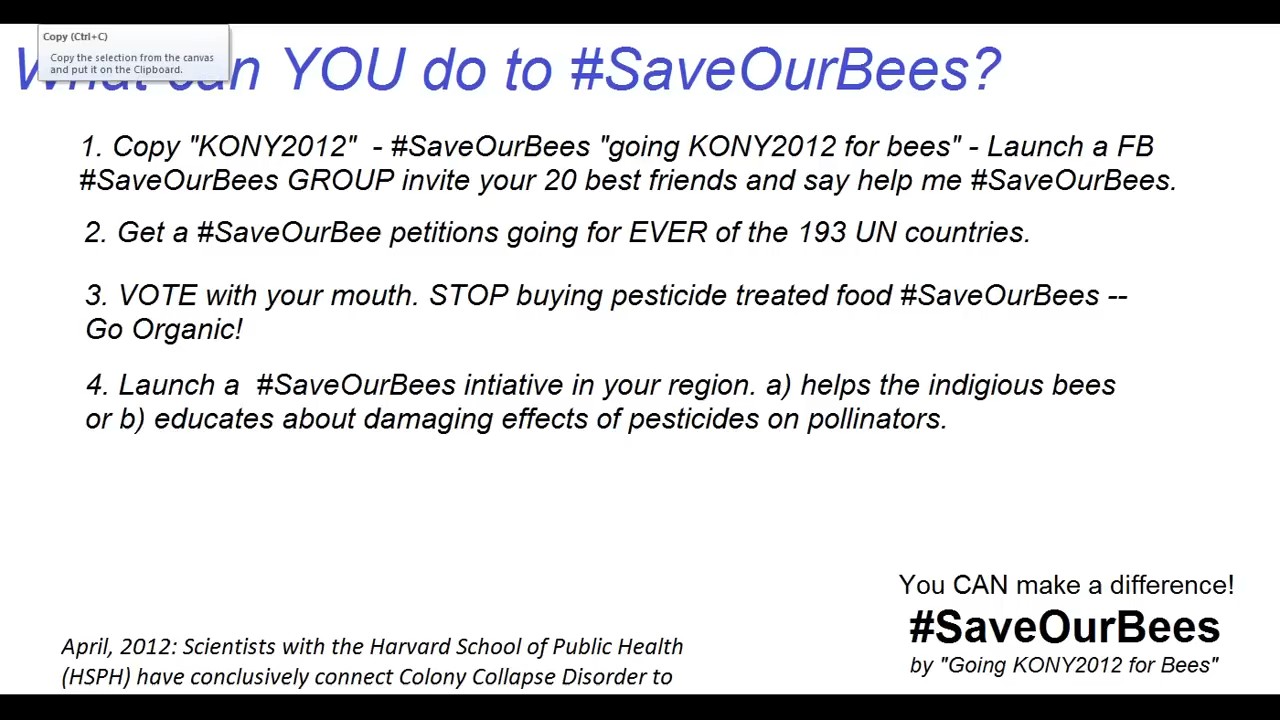 Copy (Ctrl+C)
Copy the selection from the canvas
and put it on the Clipboard.
can YOU do to #SaveOurBees?
1. Copy "KONY2012"  - #SaveOurBees "going KONY2012 for bees" - Launch a FB
#SaveOurBees GROUP invite your 20 best friends and say help me #SaveOurBees.
2. Get a #SaveOurBee petitions going for EVER of the 193 UN countries.
3. VOTE with your mouth. STOP buying pesticide treated food #SaveOurBees --
Go Organic!
4. Launch a  #SaveOurBees intiative in your region. a) helps the indigious bees
or b) educates about damaging effects of pesticides on pollinators.
You CAN make a difference!
#SaveOurBees
by "Going KONY2012 for Bees"
April, 2012: Scientists with the Harvard School of Public Health
(HSPH) have conclusively connect Colony Collapse Disorder to